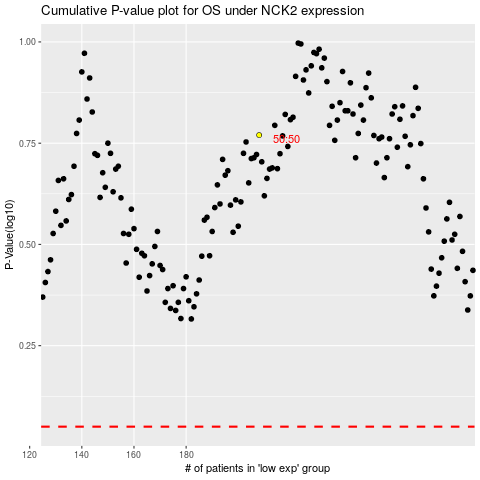 Cumulative P-value plot for OS under NCK2 expression
P-Value(log10)
1.00
0.75
0.50
0.25
50:50
120 140 160 180
# of patients in 'low exp' group